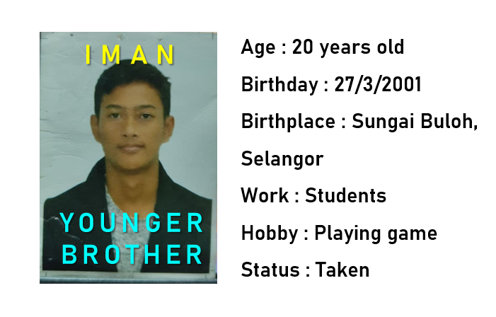 IMAN
YOUNGER
BROTHER
Age : 20 years old
Birthday : 27/3/2001
Birthplace : Sungai Buloh,
Selangor
Work : Students
Hobby : Playing game
Status : Taken